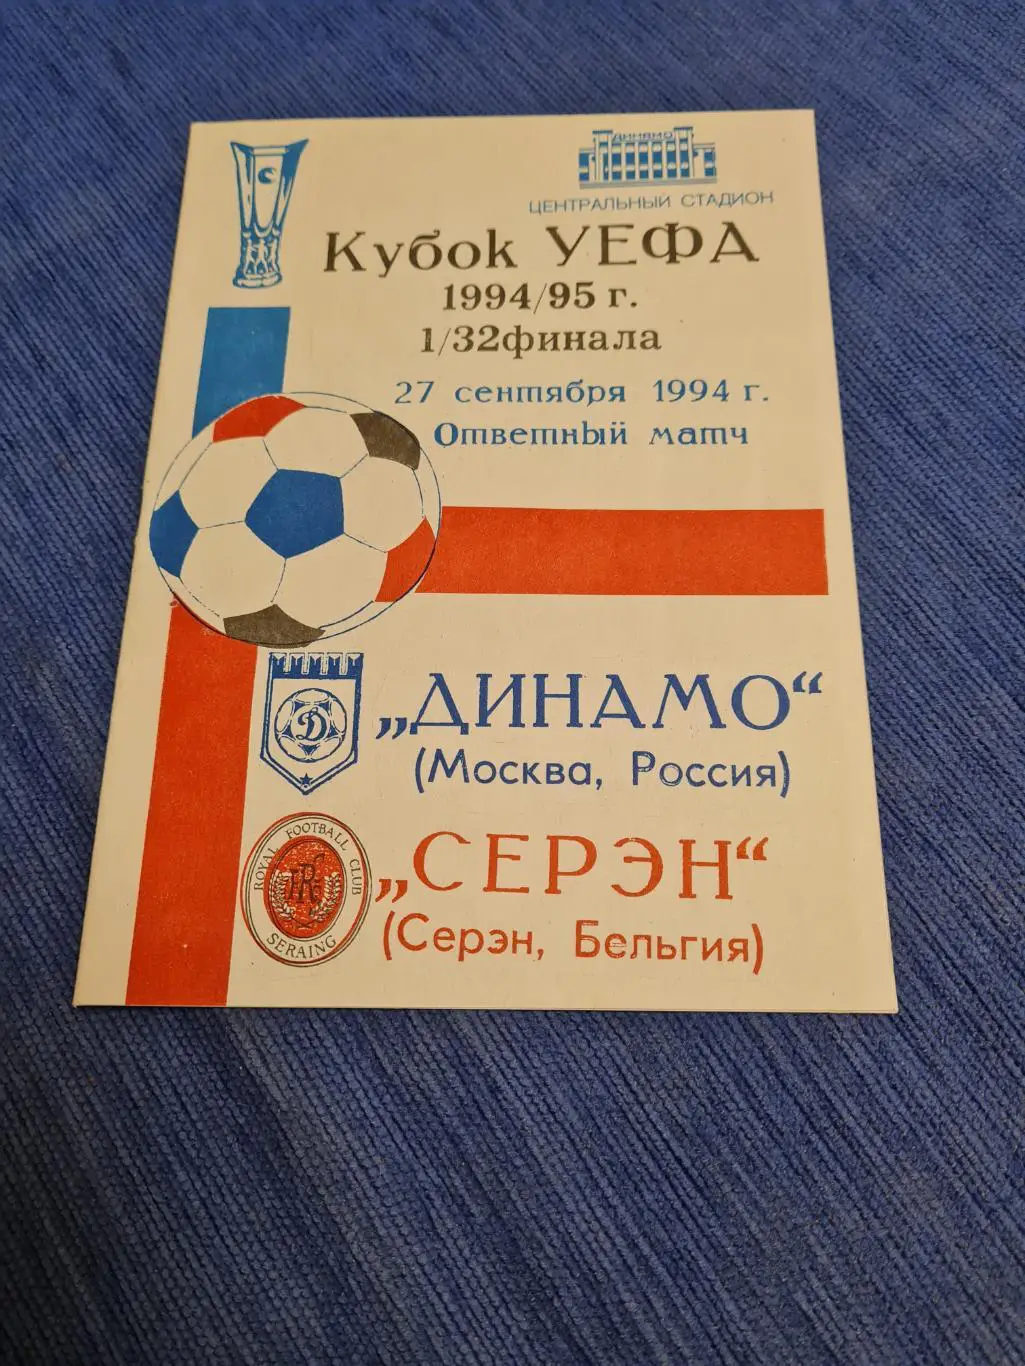 ДИНАМО
ЦЕНТРАЛЬНЫЙ СТАДИОН
Кубок УЕФА
1994/95 г.
1/32финала
27 сентября 1994 г.
Ответный матч
„ДИНАМО“
(Москва, Россия)
Д
ROYAL FOOTBALL CLUB
SERAING
„СЕРЭН“
(Серэн, Бельгия)